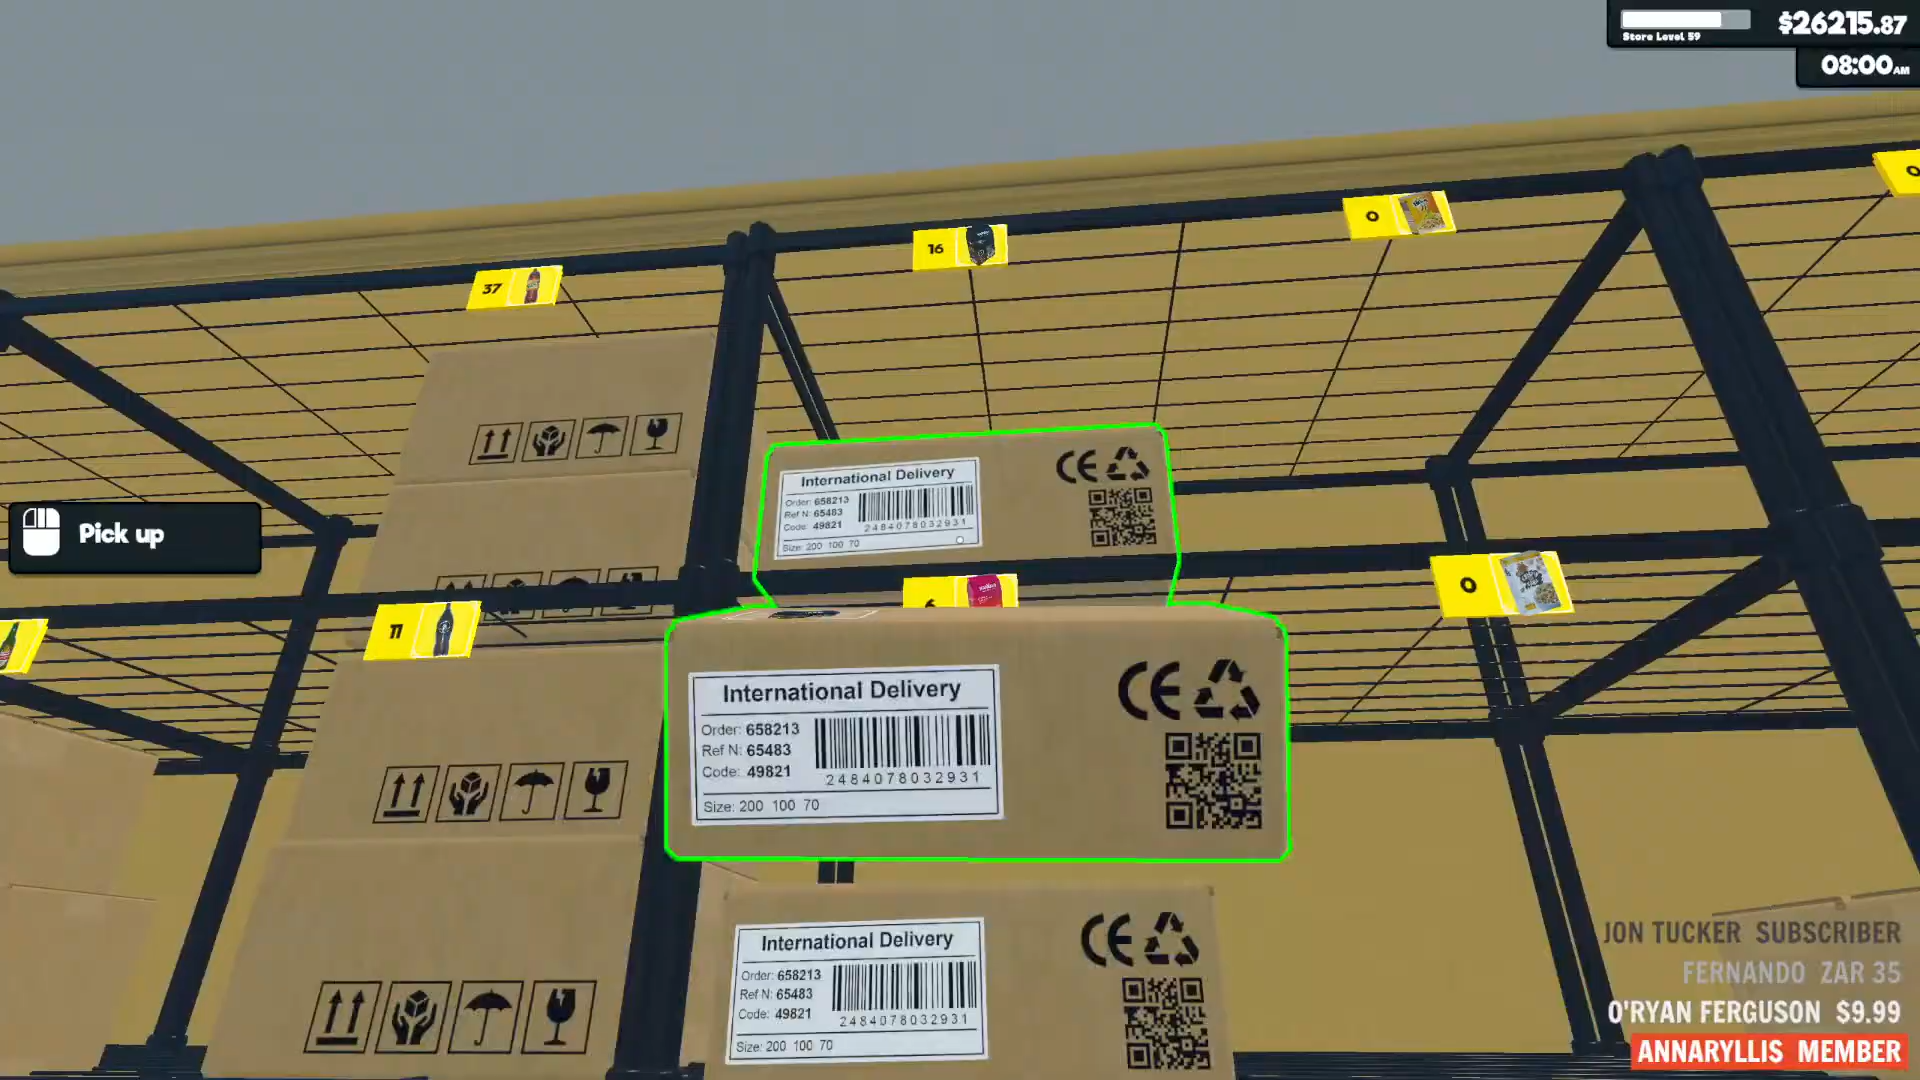 $26215.87
Store Level 59
08:00AM
0
0
16
37
International Delivery
Order: 658213
Ref N: 65483
Code: 49821
2484078032931
Size: 200 100 70
CE
Pick up
6
0
11
International Delivery
Order: 658213
Ref N: 65483
Code: 49821
2484078032931
Size: 200 100 70
CE
International Delivery
Order: 658213
Ref N: 65483
Code: 49821
2484078032931
Size: 200 100 70
CE
JON TUCKER SUBSCRIBER
FERNANDO ZAR 35
O'RYAN FERGUSON $9.99
ANNARYLLIS MEMBER